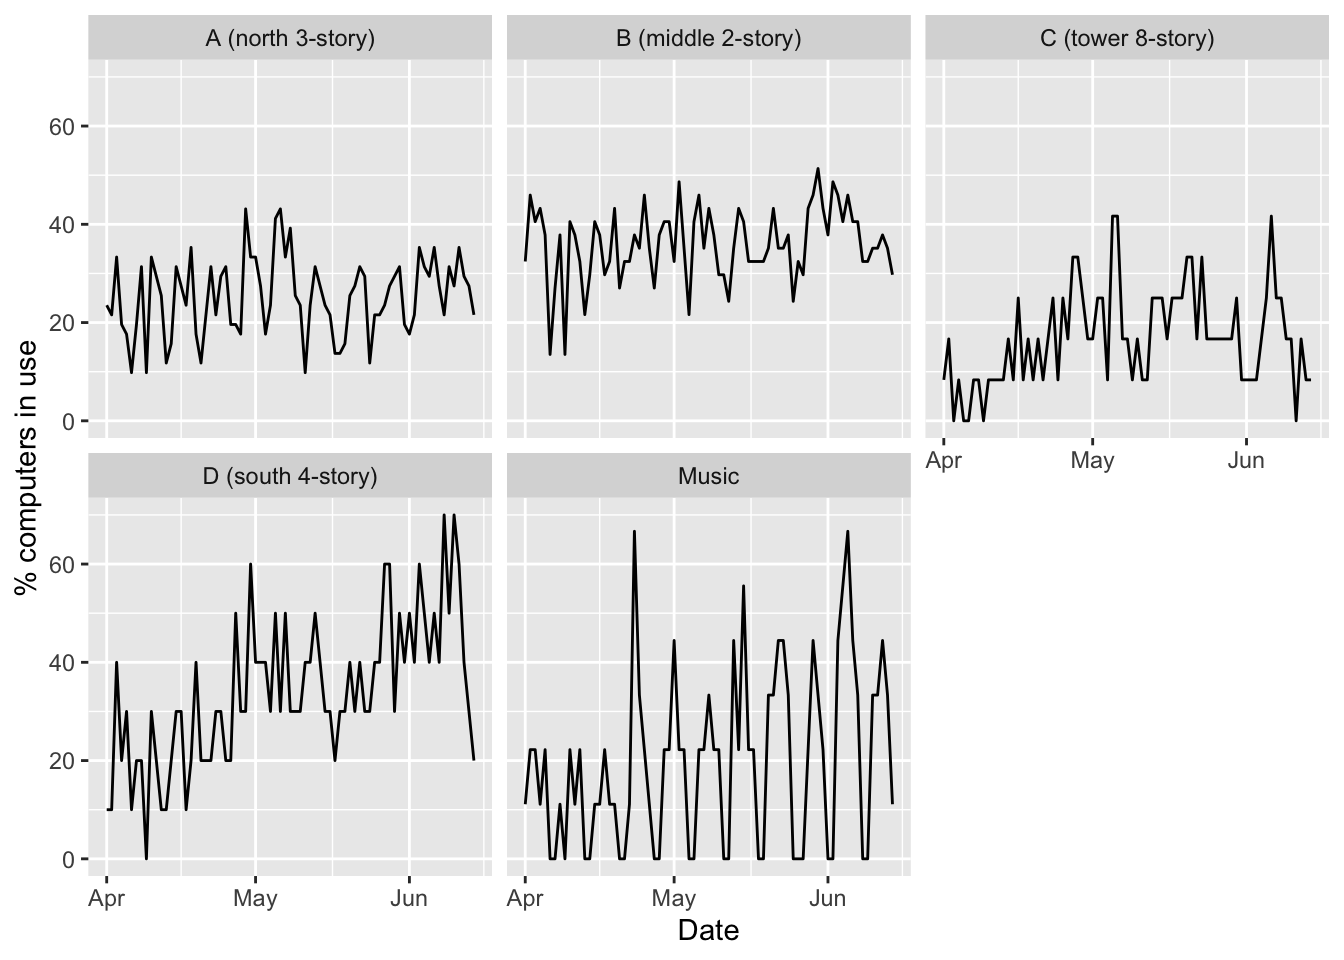 A (north 3-story)
B (middle 2-story)
C (tower 8-story)
60
40
20
0
Apr
May
Jun
D (south 4-story)
Music
60
40
20
0
Apr
May
Jun
Apr
May
Jun
% computers in use
Date